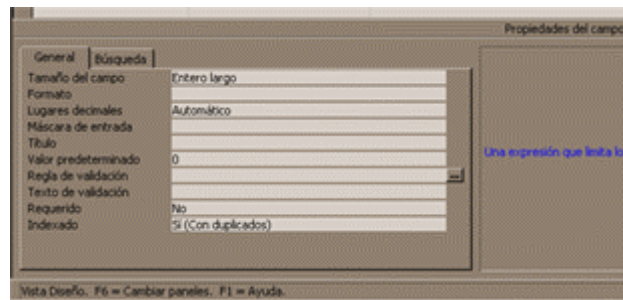 Propiedades del campo
General Búsqueda
Tamaño del campo Entero largo
Formato
Lugares decimales Automático
Máscara de entrada
Título
Valor predeterminado 0
Regla de validación ...
Texto de validación
Requerido No
Indexado Sí (Con duplicados)
Una expresión que limita lo
Vista Diseño. F6 = Cambiar paneles. F1 = Ayuda.